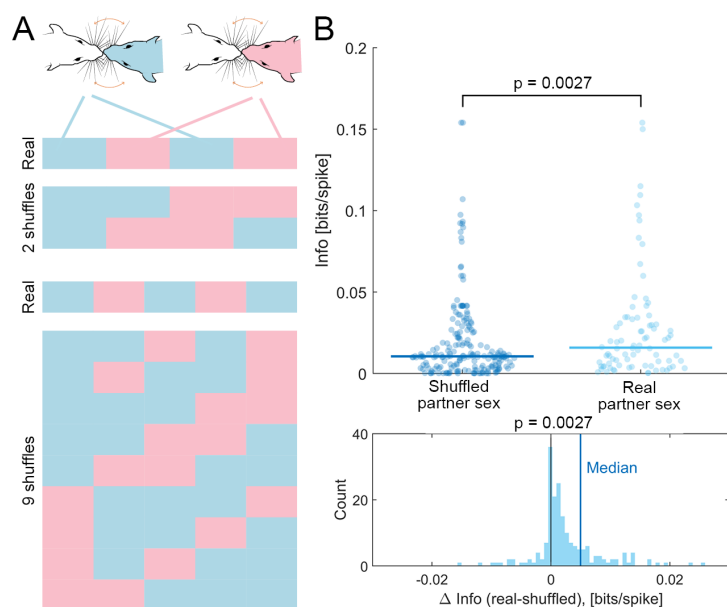 A
Real
2 shuffles
Real
9 shuffles
B
p = 0.0027
0.2
0.15
0.1
0.05
0
Info [bits/spike]
Shuffled
partner sex
Real
partner sex
p = 0.0027
40
20
0
Count
Median
-0.02
0
0.02
Δ Info (real-shuffled), [bits/spike]